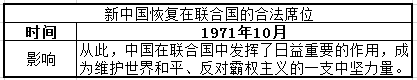 新中国恢复在联合国的合法席位
时间 1971年10月
影响 从此，中国在联合国中发挥了日益重要的作用，成
为维护世界和平、反对霸权主义的一支中坚力量。